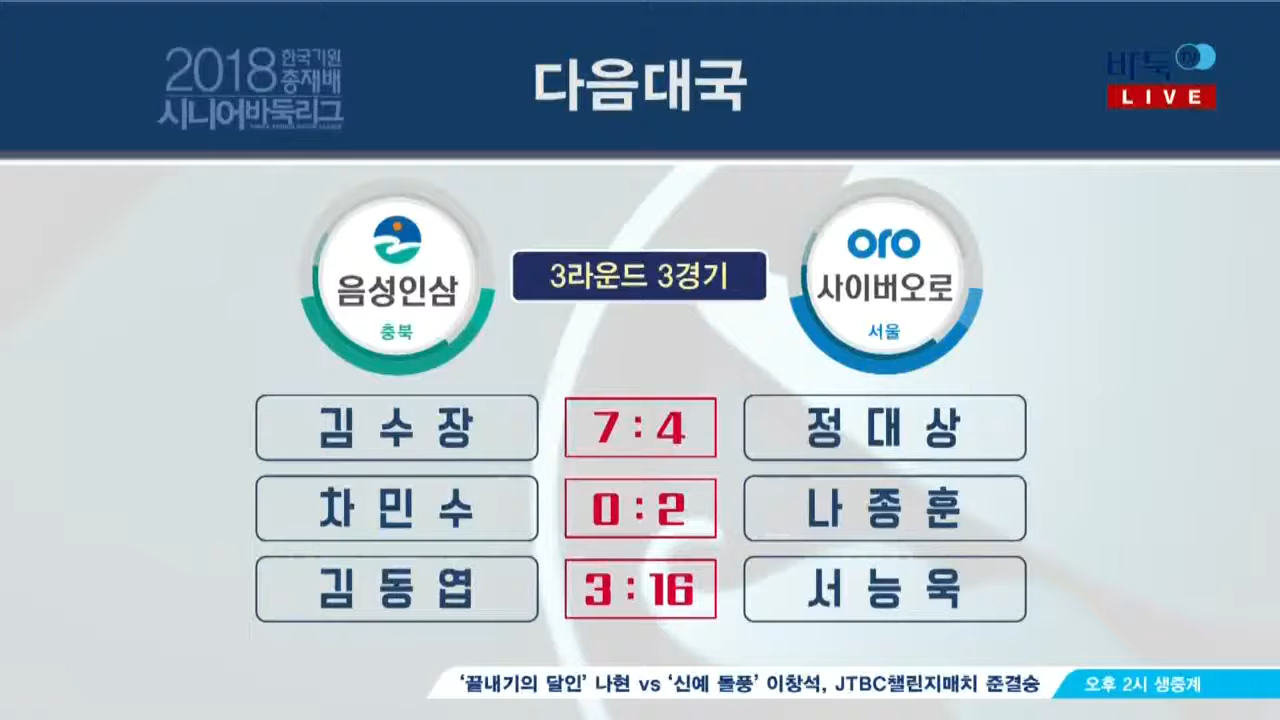 2018 한국기원
총재배
시니어바둑리그
다음대국
바둑 TV
LIVE
음성인삼
충북
3라운드 3경기
oro
사이버오로
서울
김수장 7:4 정대상
차민수 0:2 나종훈
김동엽 3:16 서능욱
‘끝내기의 달인’ 나현 vs ‘신예 돌풍’ 이창석, JTBC챌린지매치 준결승 오후 2시 생중계